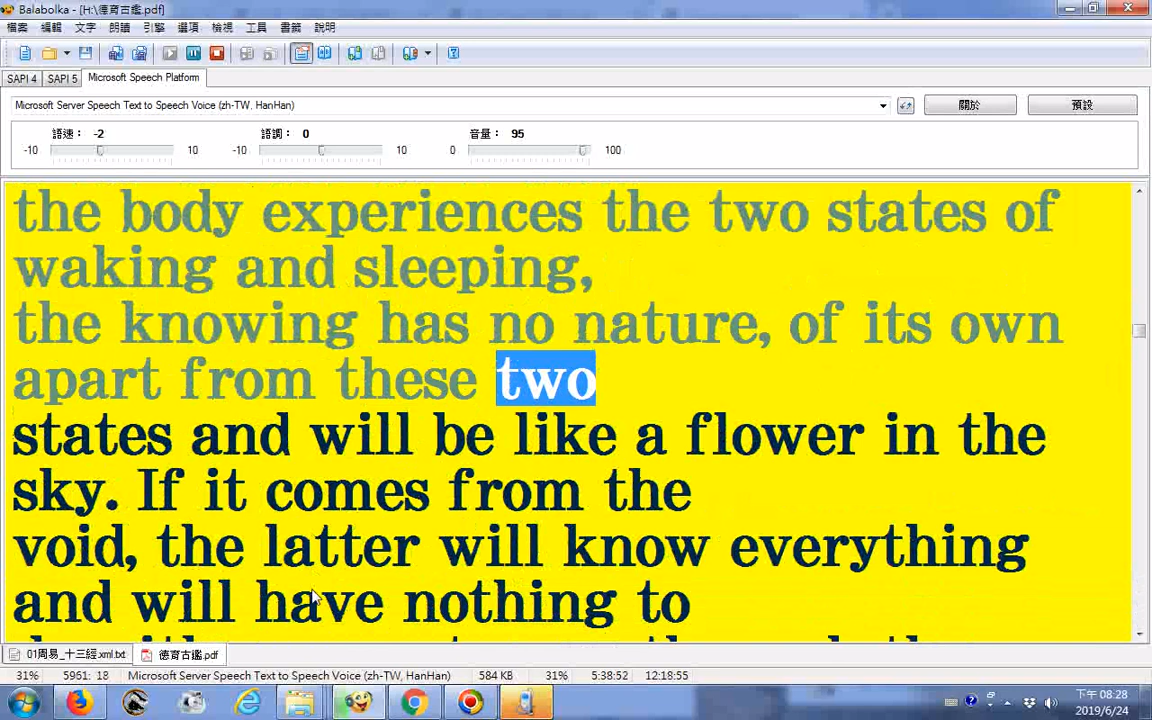 Balabolka - [H:\德育古鑑.pdf]
檔案 編輯 文字 朗讀 引擎 選項 檢視 工具 書籤 說明
SAPI 4 SAPI 5 Microsoft Speech Platform
Microsoft Server Speech Text to Speech Voice (zh-TW, HanHan) 關於 預設
語速： -2 語調： 0 音量： 95
-10 10 -10 10 0 100
the body experiences the two states of
waking and sleeping,
the knowing has no nature, of its own
apart from these two
states and will be like a flower in the
sky. If it comes from the
void, the latter will know everything
and will have nothing to
01周易_十三經.xml.txt 德育古鑑.pdf
31% 5961: 18 Microsoft Server Speech Text to Speech Voice (zh-TW, HanHan) 584 KB 31% 5:38:52 12:18:55
下午 08:28
2019/6/24